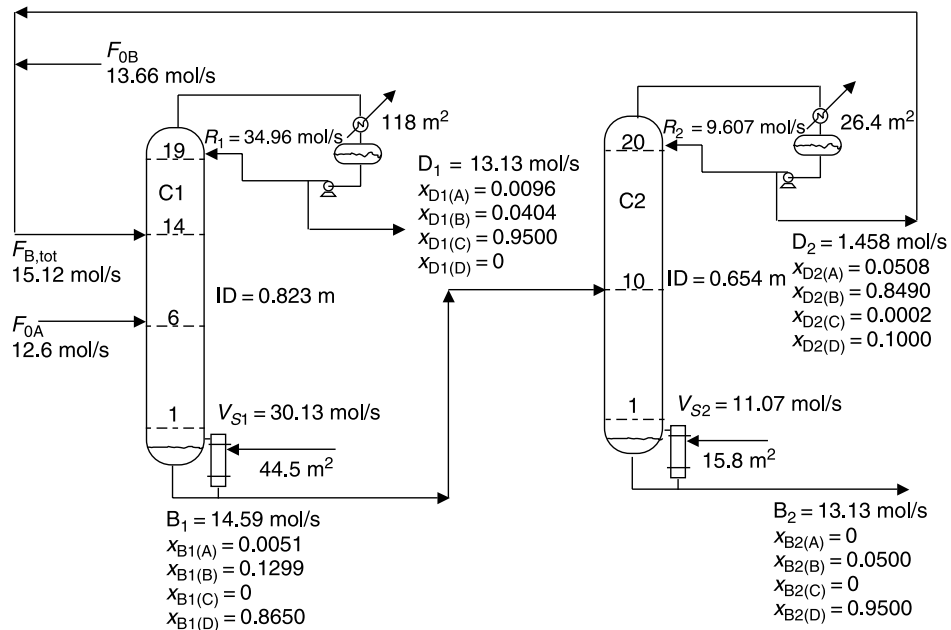 F0B
13.66 mol/s
FB,tot
15.12 mol/s
F0A
12.6 mol/s
R1 = 34.96 mol/s
118 m²
19
C1
14
6
1
ID = 0.823 m
D1 = 13.13 mol/s
xD1(A) = 0.0096
xD1(B) = 0.0404
xD1(C) = 0.9500
xD1(D) = 0
VS1 = 30.13 mol/s
44.5 m²
B1 = 14.59 mol/s
xB1(A) = 0.0051
xB1(B) = 0.1299
xB1(C) = 0
xB1(D) = 0.8650
R2 = 9.607 mol/s
26.4 m²
20
C2
10
1
ID = 0.654 m
D2 = 1.458 mol/s
xD2(A) = 0.0508
xD2(B) = 0.8490
xD2(C) = 0.0002
xD2(D) = 0.1000
VS2 = 11.07 mol/s
15.8 m²
B2 = 13.13 mol/s
xB2(A) = 0
xB2(B) = 0.0500
xB2(C) = 0
xB2(D) = 0.9500